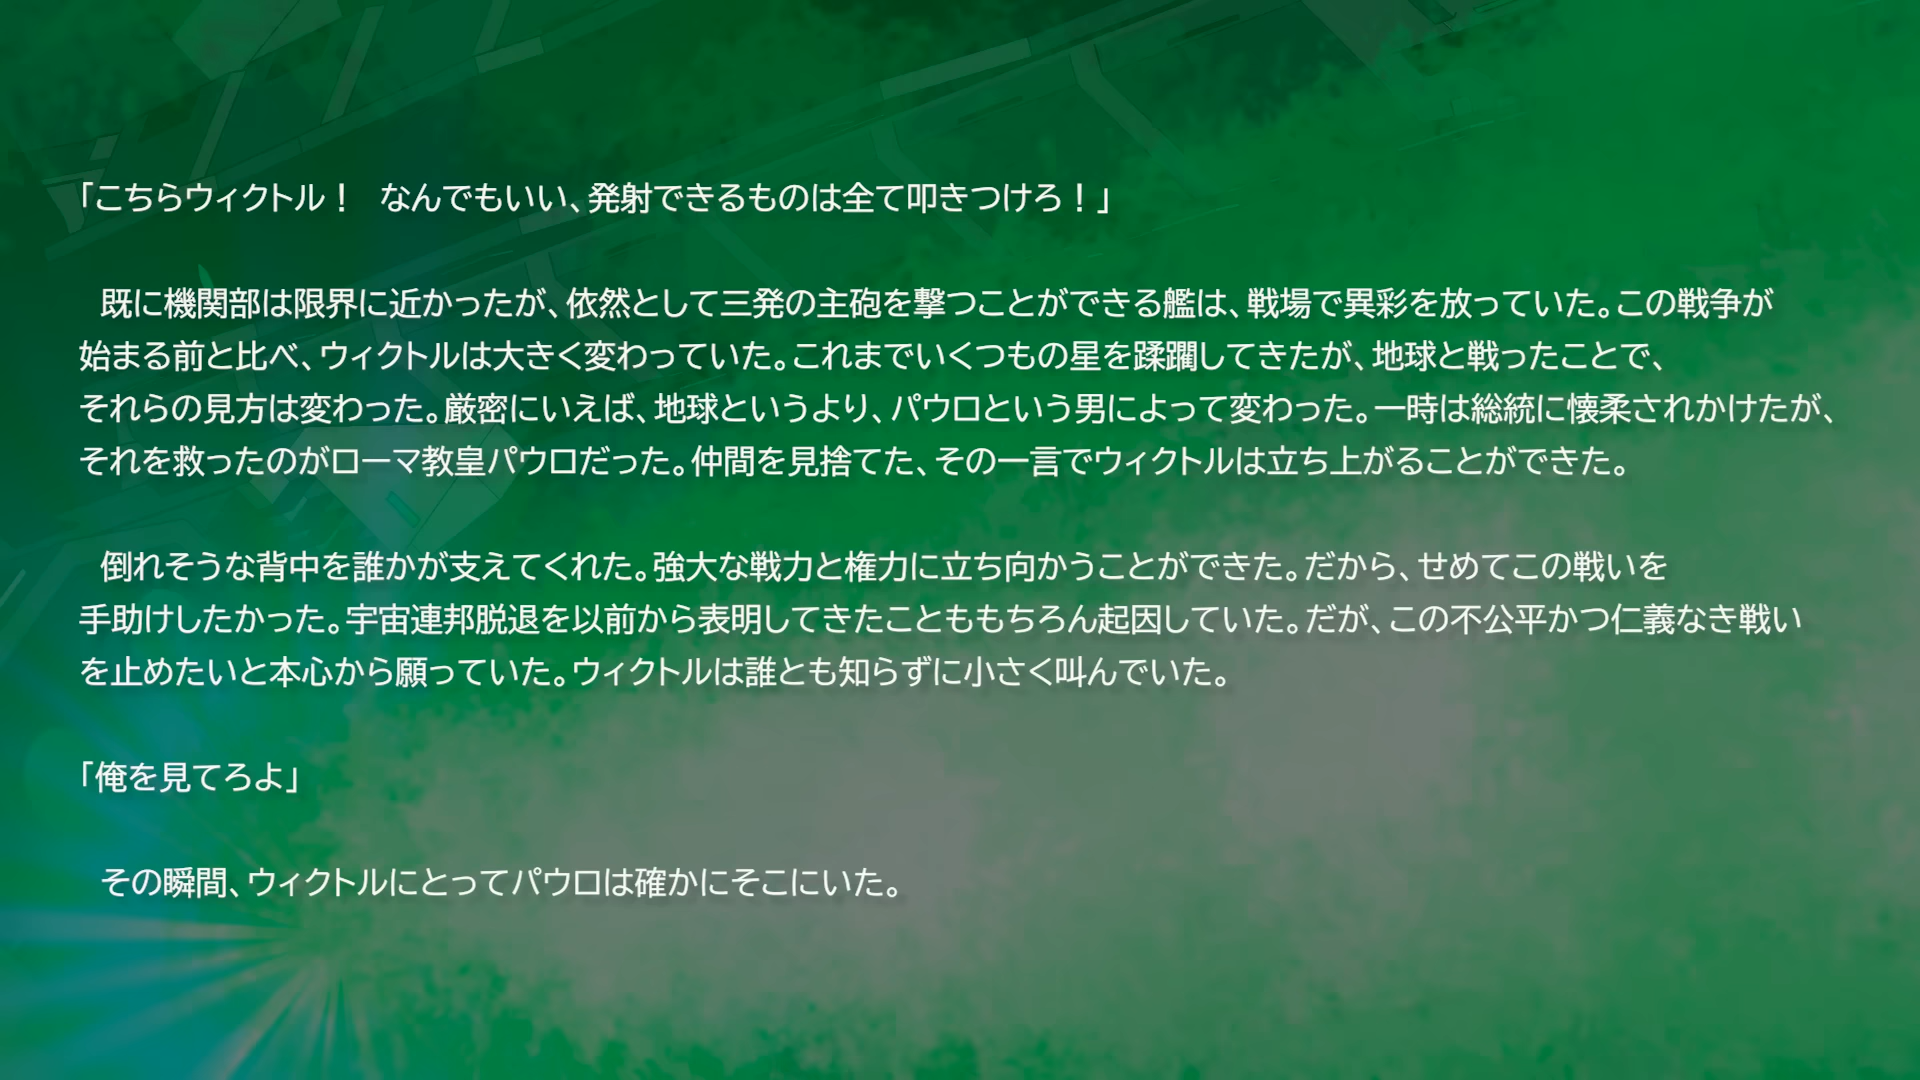 「こちらウィクトル！　なんでもいい、発射できるものは全て叩きつけろ！」
既に機関部は限界に近かったが、依然として三発の主砲を撃つことができる艦は、戦場で異彩を放っていた。この戦争が
始まる前と比べ、ウィクトルは大きく変わっていた。これまでいくつもの星を蹂躙してきたが、地球と戦ったことで、
それらの見方は変わった。厳密にいえば、地球というより、パウロという男によって変わった。一時は総統に懐柔されかけたが、
それを救ったのがローマ教皇パウロだった。仲間を見捨てた、その一言でウィクトルは立ち上がることができた。
倒れそうな背中を誰かが支えてくれた。強大な戦力と権力に立ち向かうことができた。だから、せめてこの戦いを
手助けしたかった。宇宙連邦脱退を以前から表明してきたことももちろん起因していた。だが、この不公平かつ仁義なき戦い
を止めたいと本心から願っていた。ウィクトルは誰とも知らずに小さく叫んでいた。
「俺を見てろよ」
その瞬間、ウィクトルにとってパウロは確かにそこにいた。